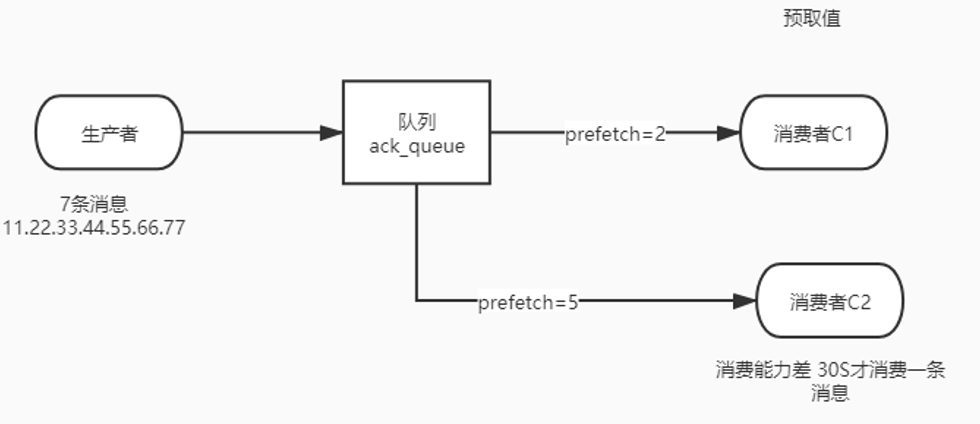 预取值
生产者
队列
ack_queue
prefetch=2
消费者C1
7条消息
11.22.33.44.55.66.77
prefetch=5
消费者C2
消费能力差 30S才消费一条
消息